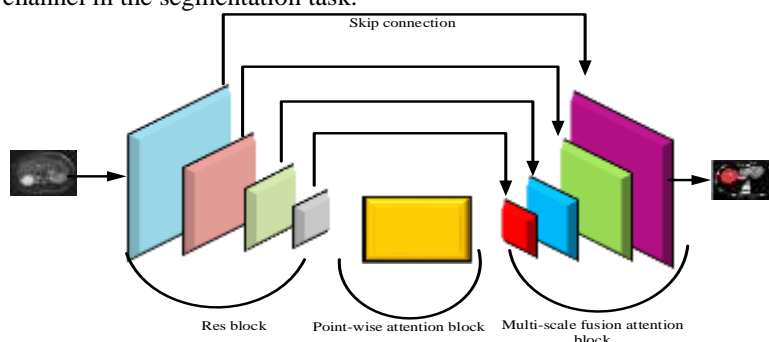 channel in the segmentation task.
Skip connection
Res block
Point-wise attention block
Multi-scale fusion attention
block